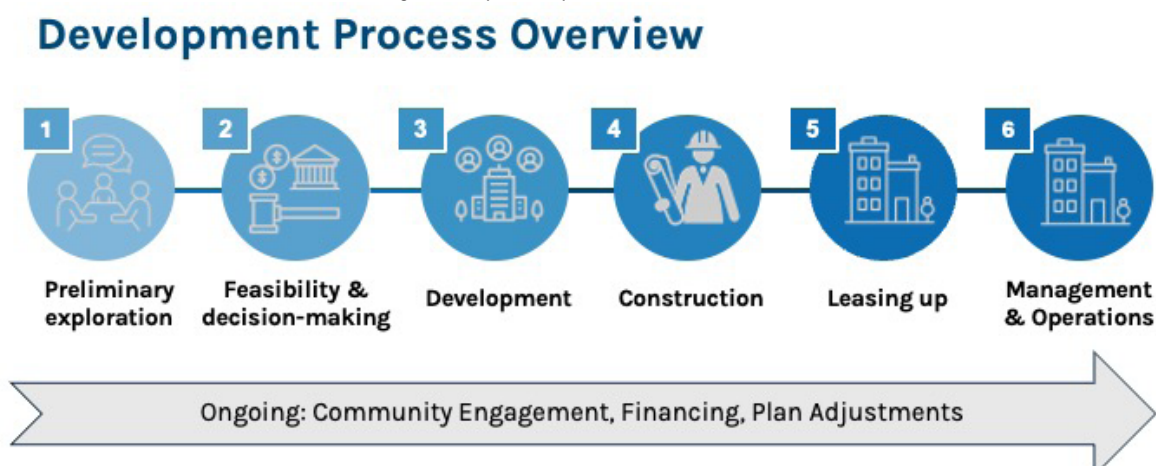 Development Process Overview
1
2
3
4
5
6
Preliminary
exploration
Feasibility &
decision-making
Development
Construction
Leasing up
Management
& Operations
Ongoing: Community Engagement, Financing, Plan Adjustments